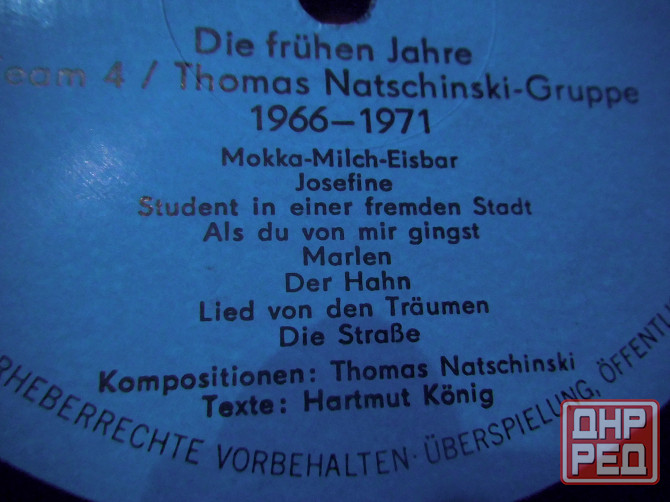 Die frühen Jahre
Team 4 / Thomas Natschinski-Gruppe
1966–1971
Mokka-Milch-Eisbar
Josefine
Student in einer fremden Stadt
Als du von mir gingst
Marlen
Der Hahn
Lied von den Träumen
Die Straße
Kompositionen: Thomas Natschinski
Texte: Hartmut König
RHEBERRECHTE VORBEHALTEN · ÜBERSPIELUNG, ÖFFENTLI
ДНР
РЕД